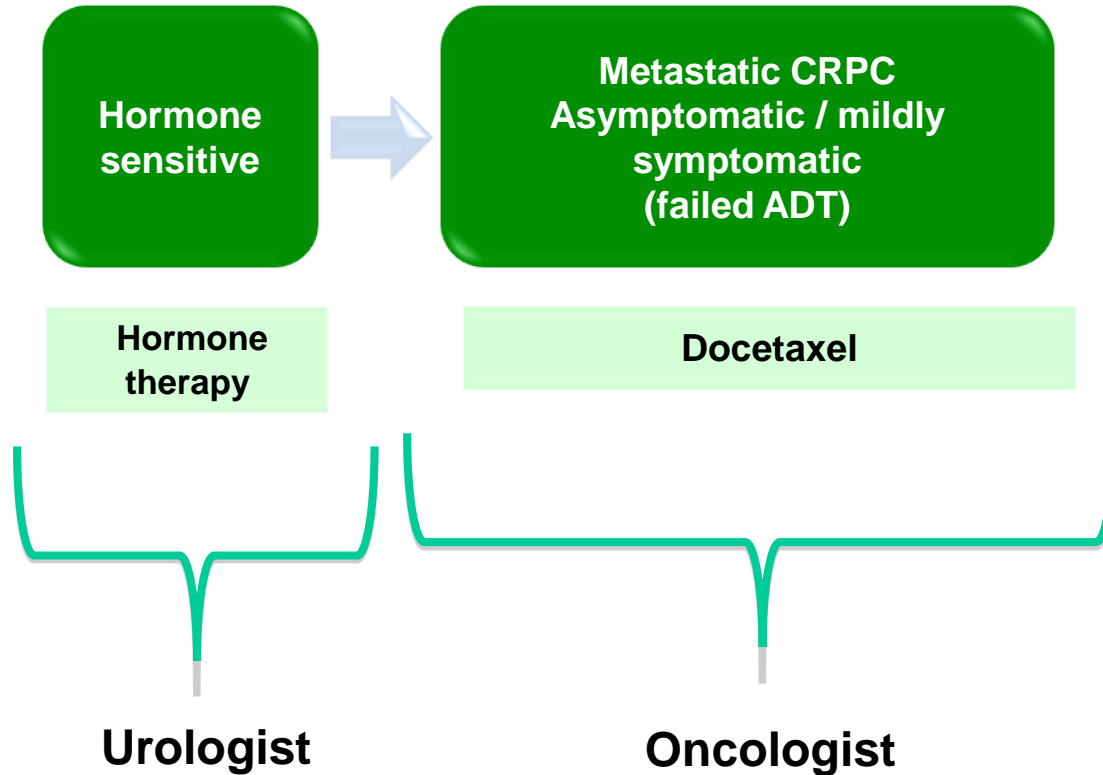 Hormone
sensitive
Metastatic CRPC
Asymptomatic / mildly
symptomatic
(failed ADT)
Hormone
therapy
Docetaxel
Urologist
Oncologist